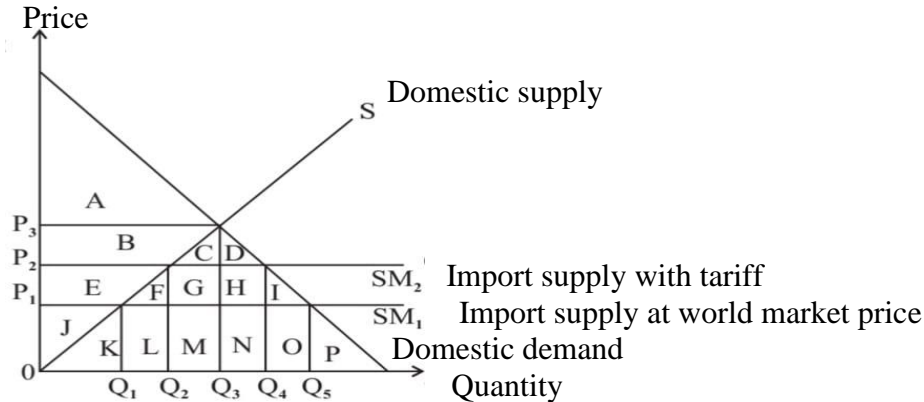 Price
S Domestic supply
A
P3
B
C D
P2
SM2 Import supply with tariff
E F G H I
P1
SM1 Import supply at world market price
J
K L M N O P Domestic demand
0 Q1 Q2 Q3 Q4 Q5 Quantity